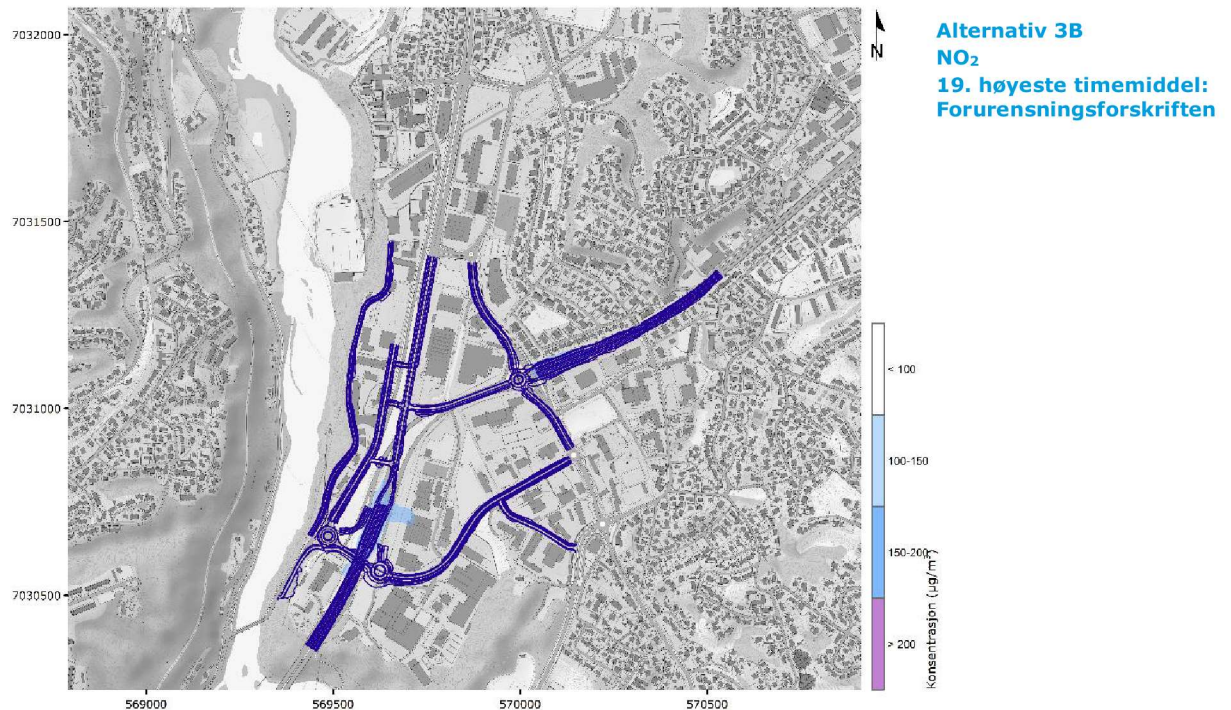 Alternativ 3B
NO₂
19. høyeste timemiddel:
Forurensningsforskriften
N
7032000
7031500
7031000
7030500
569000
569500
570000
570500
< 100
100-150
150-200
> 200
Konsentrasjon (µg/m³)